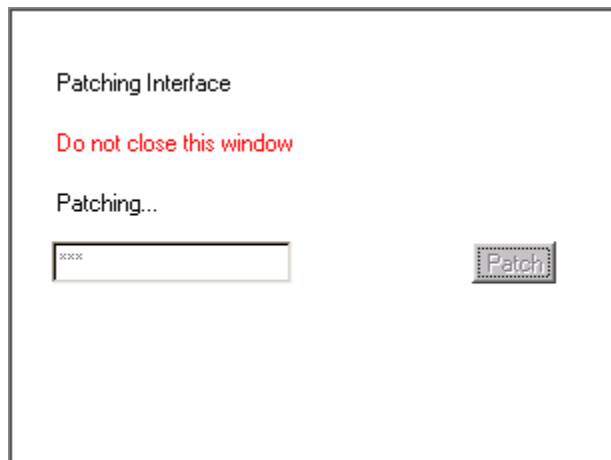 Patching Interface
Do not close this window
Patching...
xxx
Patch